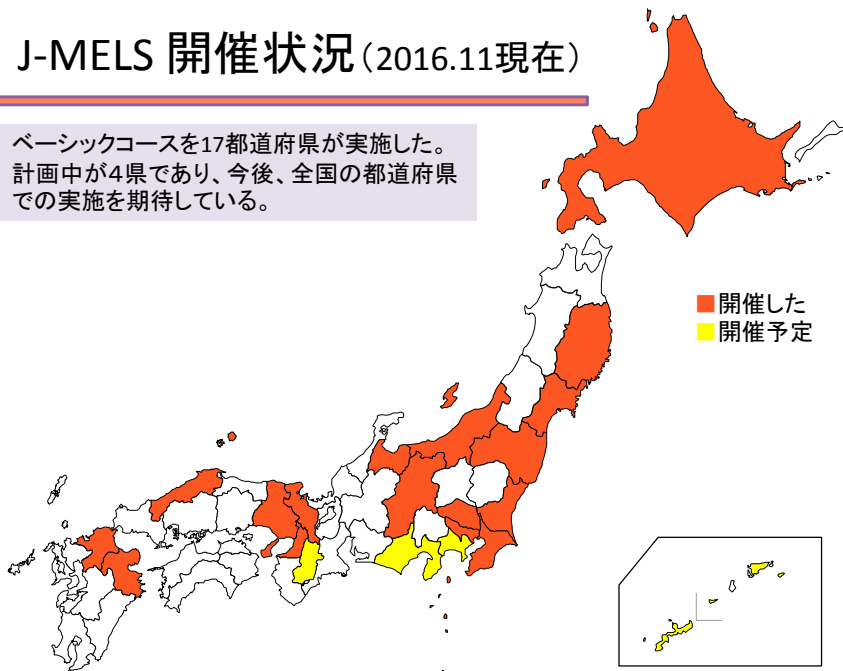 J-MELS 開催状況（2016.11現在）
ベーシックコースを17都道府県が実施した。
計画中が４県であり、今後、全国の都道府県
での実施を期待している。
開催した
開催予定